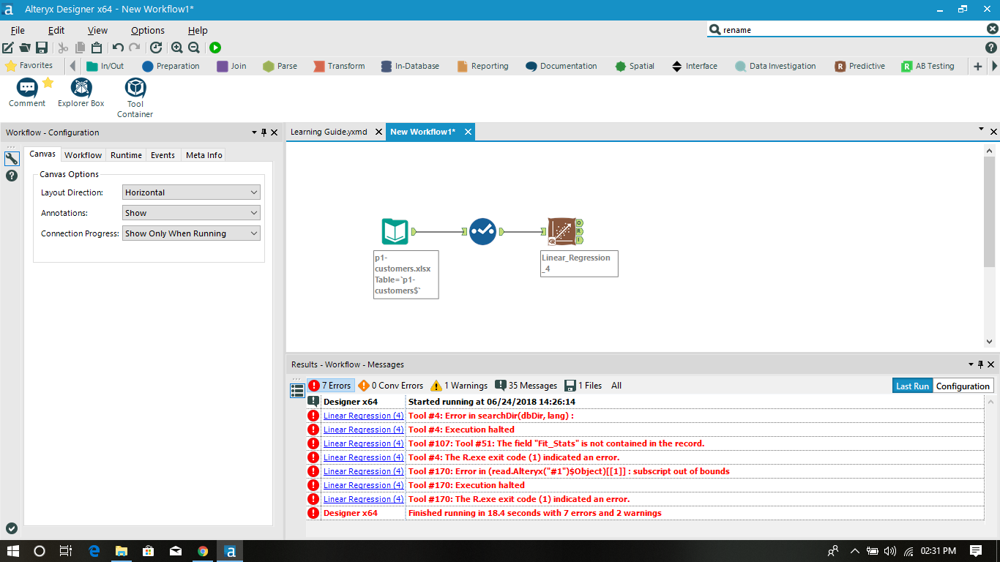 Alteryx Designer x64 - New Workflow1*
File Edit View Options Help
rename
Favorites In/Out Preparation Join Parse Transform In-Database Reporting Documentation Spatial Interface Data Investigation Predictive AB Testing
Comment Explorer Box Tool
Container
Workflow - Configuration
Learning Guide.yxmd New Workflow1*
Canvas Workflow Runtime Events Meta Info
Canvas Options
Layout Direction: Horizontal
Annotations: Show
Connection Progress: Show Only When Running
O
R
I
p1-
customers.xlsx
Table=`p1-
customers$`
Linear_Regression
_4
Results - Workflow - Messages
7 Errors 0 Conv Errors 1 Warnings 35 Messages 1 Files All Last Run Configuration
Designer x64 Started running at 06/24/2018 14:26:14
Linear Regression (4) Tool #4: Error in searchDir(dbDir, lang) :
Linear Regression (4) Tool #4: Execution halted
Linear Regression (4) Tool #107: Tool #51: The field "Fit_Stats" is not contained in the record.
Linear Regression (4) Tool #4: The R.exe exit code (1) indicated an error.
Linear Regression (4) Tool #170: Error in (read.Alteryx("#1")$Object)[[1]] : subscript out of bounds
Linear Regression (4) Tool #170: Execution halted
Linear Regression (4) Tool #170: The R.exe exit code (1) indicated an error.
Designer x64 Finished running in 18.4 seconds with 7 errors and 2 warnings
02:31 PM